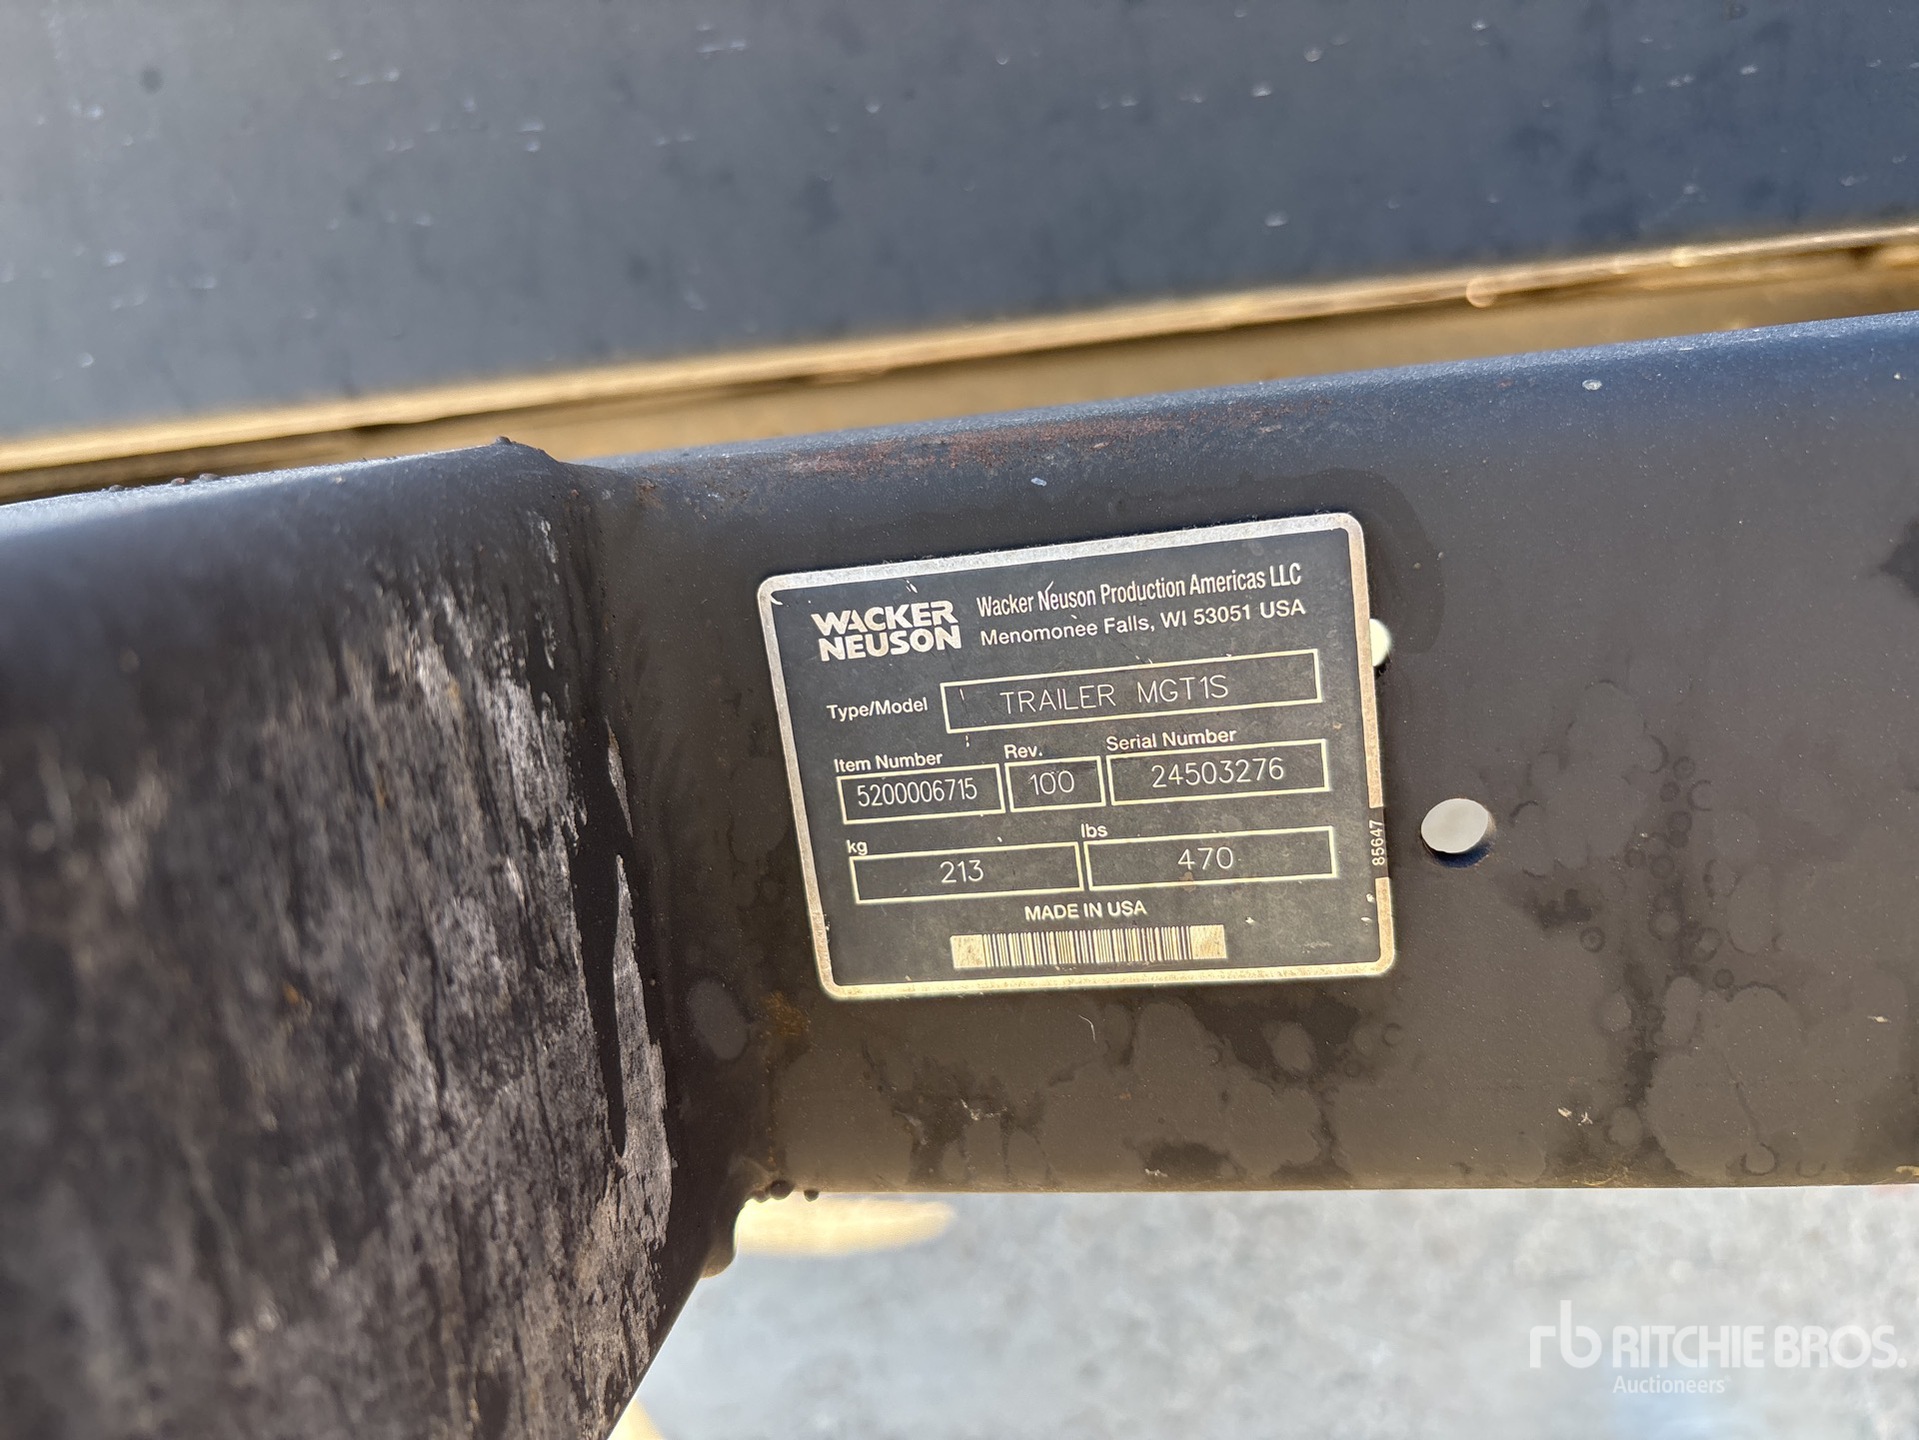 WACKER
NEUSON
Wacker Neuson Production Americas LLC
Menomonee Falls, WI 53051 USA
Type/Model TRAILER MGT1S
Item Number Rev. Serial Number
5200006715 100 24503276
kg lbs
213 470
85647
MADE IN USA
rb RITCHIE BROS.
Auctioneers